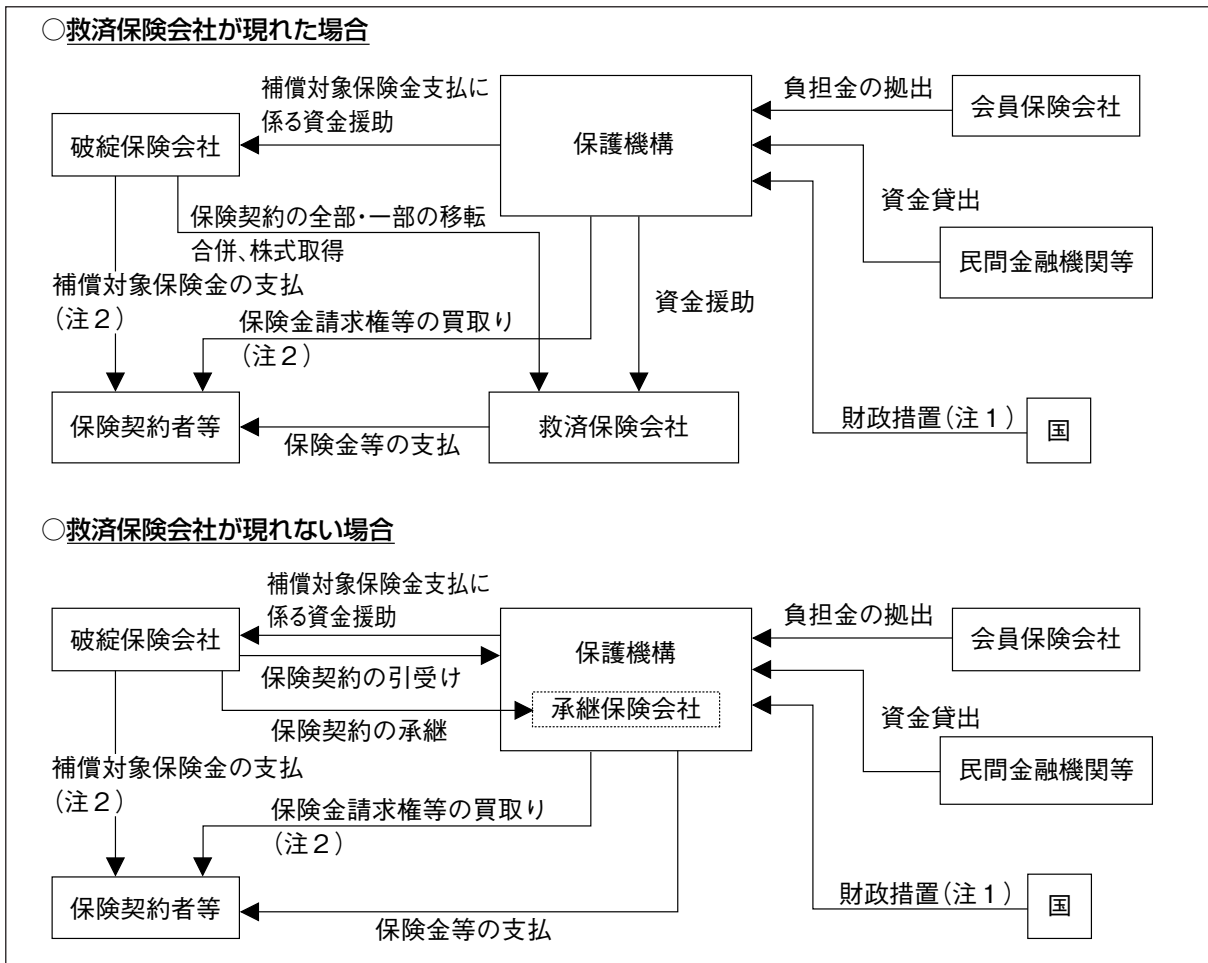 ○救済保険会社が現れた場合
補償対象保険金支払に
係る資金援助
負担金の拠出
会員保険会社
破綻保険会社
保護機構
資金貸出
保険契約の全部・一部の移転
合併、株式取得
民間金融機関等
補償対象保険金の支払
(注2)
資金援助
保険金請求権等の買取り
(注2)
保険契約者等
救済保険会社
財政措置(注1)
国
保険金等の支払
○救済保険会社が現れない場合
補償対象保険金支払に
係る資金援助
負担金の拠出
会員保険会社
破綻保険会社
保護機構
保険契約の引受け
承継保険会社
資金貸出
保険契約の承継
民間金融機関等
補償対象保険金の支払
(注2)
保険金請求権等の買取り
(注2)
保険契約者等
財政措置(注1)
国
保険金等の支払